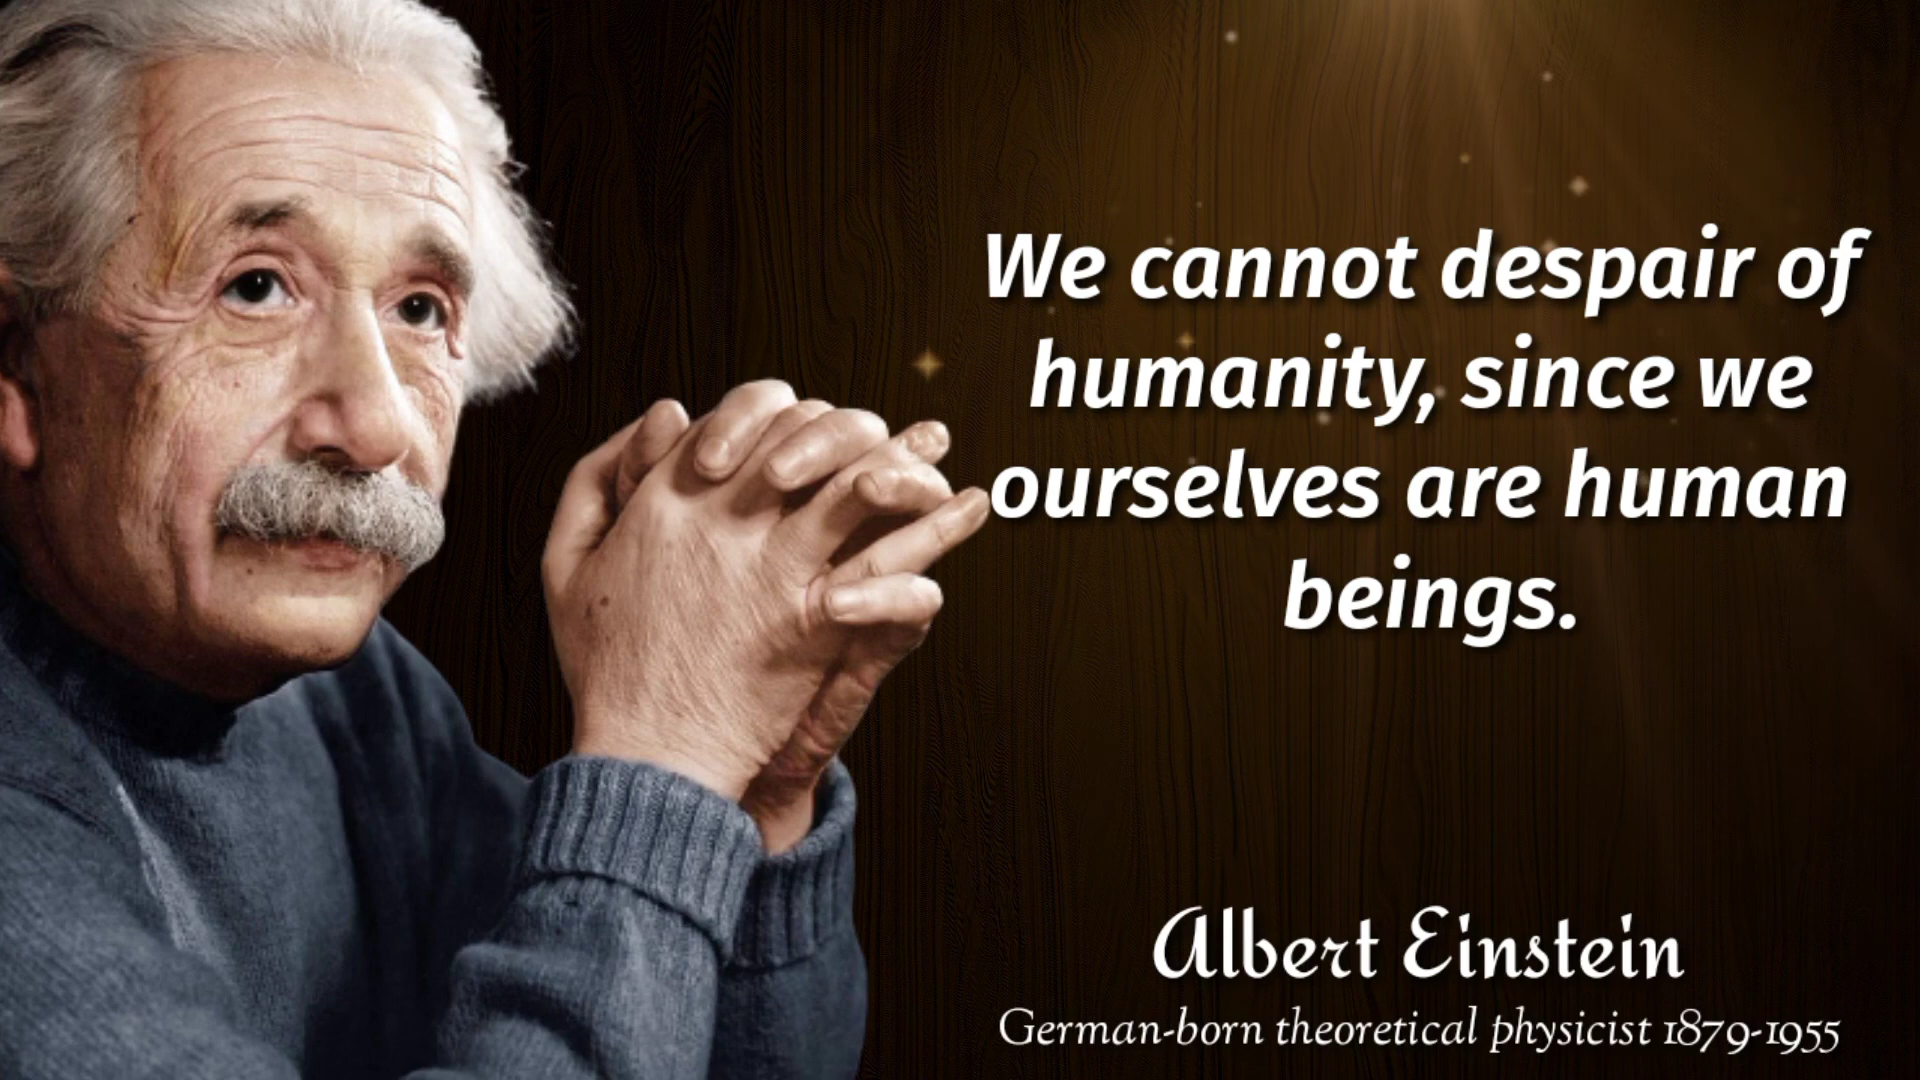 We cannot despair of
humanity, since we
ourselves are human
beings.
Albert Einstein
German-born theoretical physicist 1879-1955